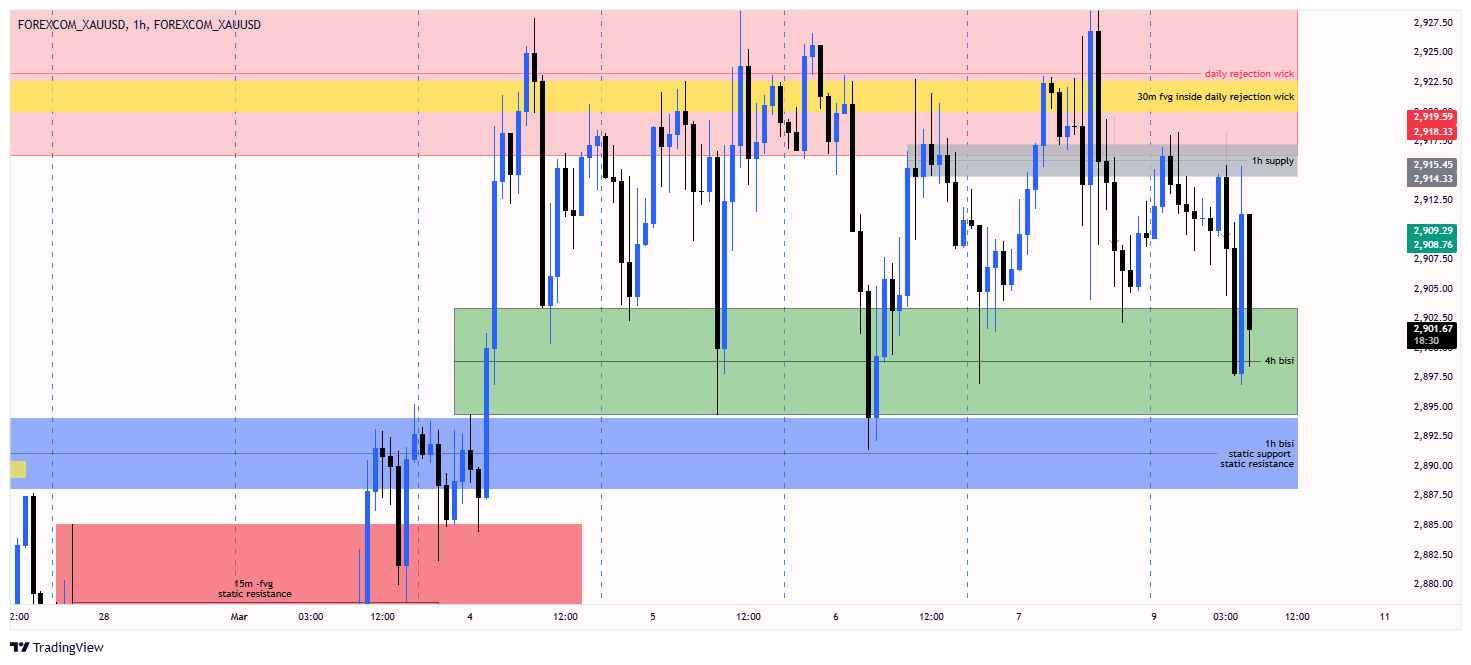 FOREXCOM_XAUUSD, 1h, FOREXCOM_XAUUSD
2,927.50
2,925.00
daily rejection wick
2,922.50
30m fvg inside daily rejection wick
2,919.59
2,918.33
2,917.50
1h supply
2,915.45
2,914.33
2,912.50
2,909.29
2,908.76
2,907.50
2,905.00
2,902.50
2,901.67
18:30
4h bisi
2,897.50
2,895.00
1h bisi
2,892.50
static support
static resistance
2,890.00
2,887.50
2,885.00
15m -fvg
2,882.50
static resistance
2,880.00
2:00 28 Mar 03:00 12:00 4 12:00 5 12:00 6 12:00 7 9 03:00 12:00 11
TradingView